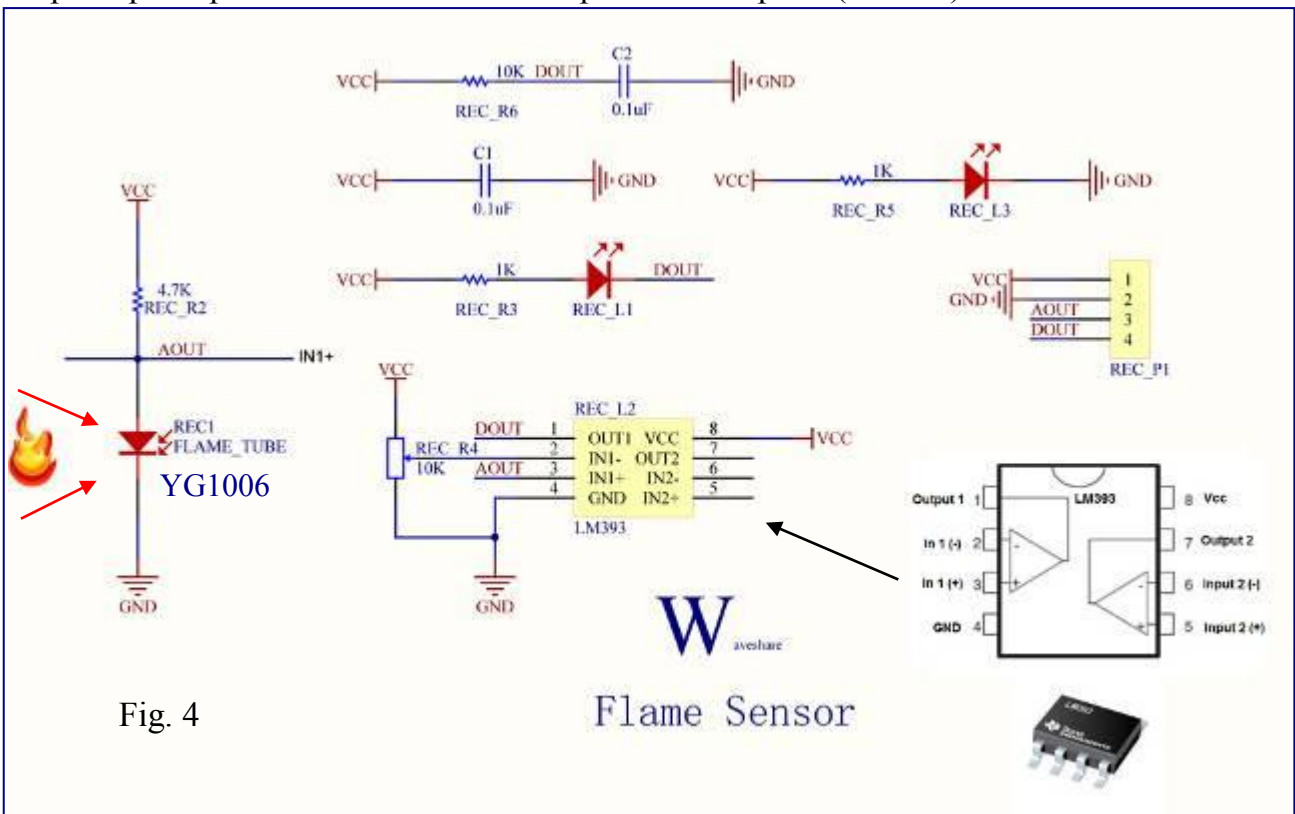 C2
VCC 10K DOUT GND
REC_R6 0.1uF
C1
VCC GND
0.1uF
VCC 1K GND
REC_R5 REC_L3
VCC
4.7K
REC_R2
AOUT IN1+
REC1
FLAME_TUBE
YG1006
GND
VCC 1K DOUT
REC_R3 REC_L1
VCC 1
GND 2
AOUT 3
DOUT 4
REC_P1
VCC
REC_R4
10K
GND
REC_L2
DOUT 1 OUT1 VCC 8 VCC
2 IN1- OUT2 7
AOUT 3 IN1+ IN2- 6
4 GND IN2+ 5
LM393
Output 1 1 LM393 8 Vcc
In 1 (-) 2 - 7 Output 2
In 1 (+) 3 + - 6 Input 2 (-)
GND 4 + 5 Input 2 (+)
Waveshare
Fig. 4
Flame Sensor